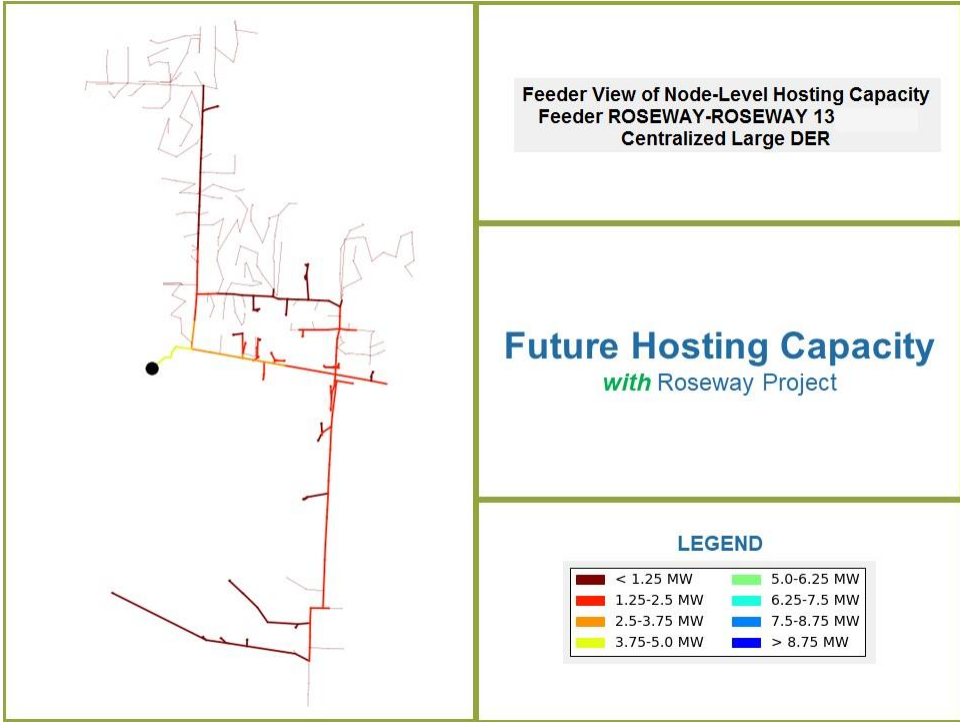 Feeder View of Node-Level Hosting Capacity
Feeder ROSEWAY-ROSEWAY 13
Centralized Large DER
Future Hosting Capacity
with Roseway Project
LEGEND
< 1.25 MW
1.25-2.5 MW
2.5-3.75 MW
3.75-5.0 MW
5.0-6.25 MW
6.25-7.5 MW
7.5-8.75 MW
> 8.75 MW